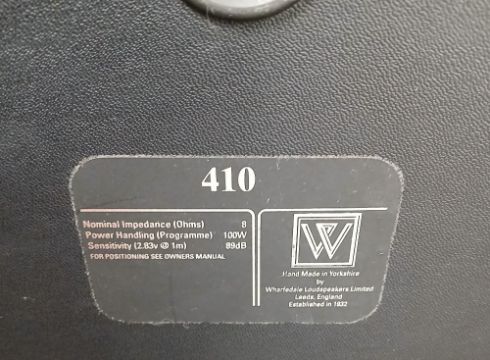 410
Nominal Impedance (Ohms) 8
Power Handling (Programme) 100W
Sensitivity (2.83v @ 1m) 89dB
FOR POSITIONING SEE OWNERS MANUAL
W
Hand Made in Yorkshire
by
Wharfedale Loudspeakers Limited
Leeds, England
Established in 1932